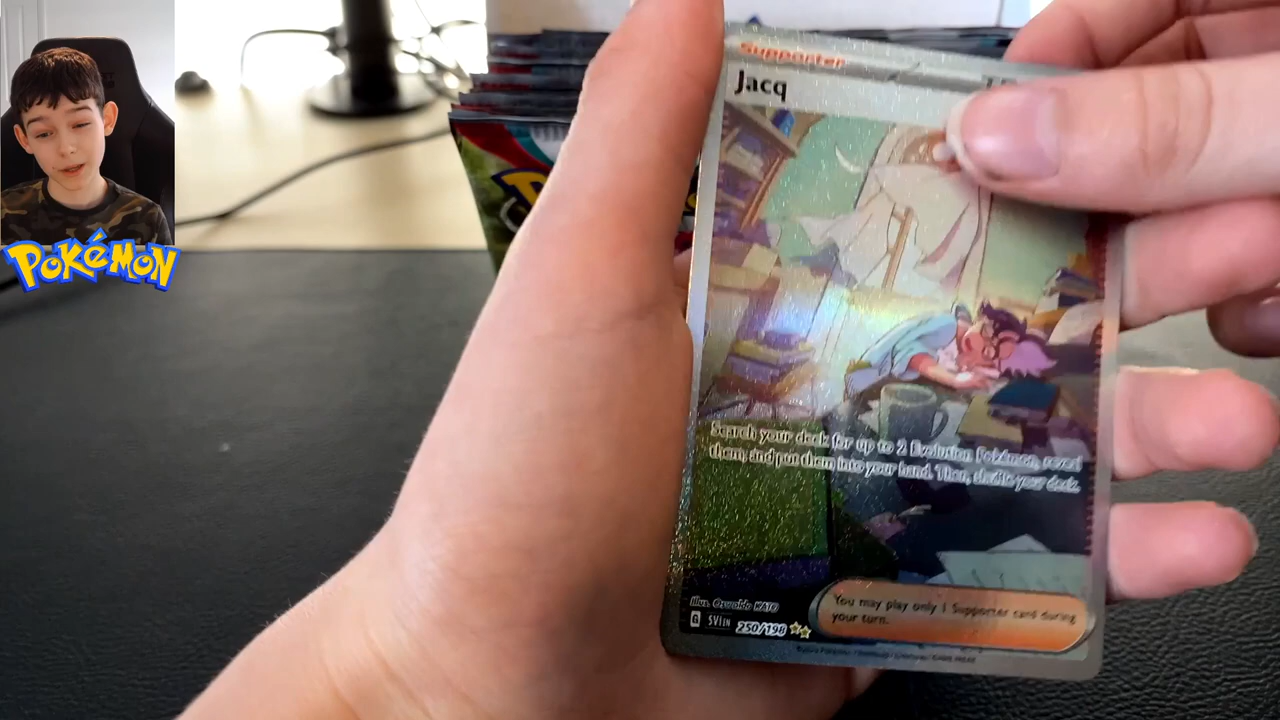 Pokémon
Supporter
Jacq
Search your deck for up to 2 Evolution Pokémon, reveal
them, and put them into your hand. Then, shuffle your deck.
Illus. Oswaldo KATO
G SVI EN 250/198
You may play only 1 Supporter card during
your turn.